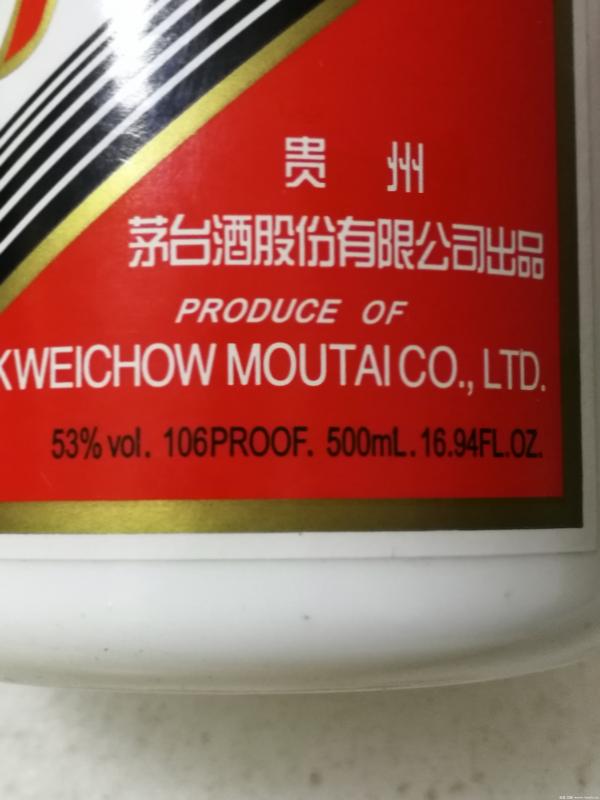 贵州
茅台酒股份有限公司出品
PRODUCE OF
KWEICHOW MOUTAI CO., LTD.
53% vol. 106PROOF. 500mL. 16.94FL.OZ.